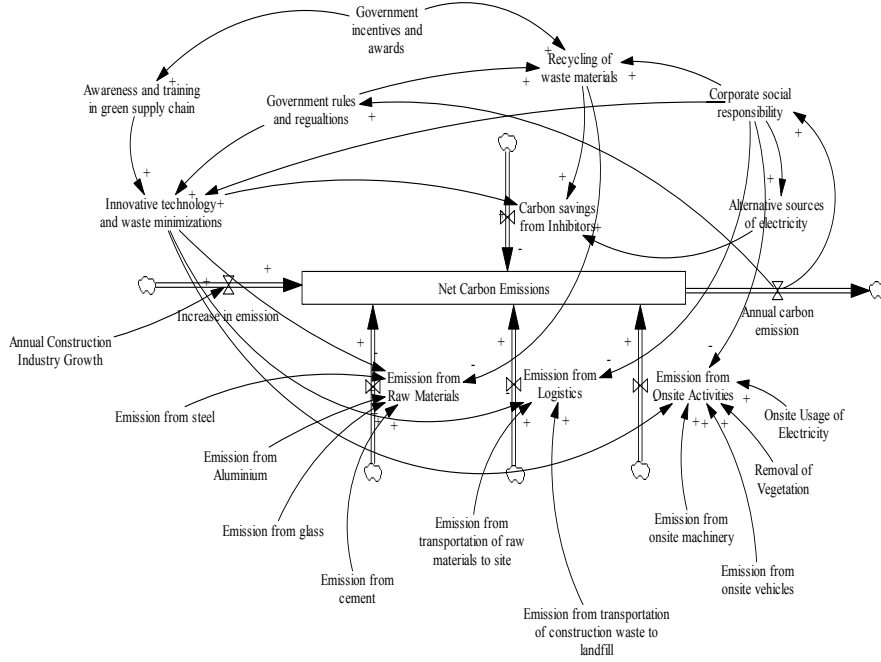 Government
incentives and
awards
Recycling of
waste materials
Awareness and training
in green supply chain
Government rules
and regualtions
Corporate social
responsibility
Innovative technology
and waste minimizations
Carbon savings
from Inhibitors
Alternative sources
of electricity
Net Carbon Emissions
Increase in emission
Annual carbon
emission
Annual Construction
Industry Growth
Emission from
Raw Materials
Emission from
Logistics
Emission from
Onsite Activities
Emission from steel
Onsite Usage of
Electricity
Emission from
Aluminium
Removal of
Vegetation
Emission from glass
Emission from
transportation of raw
materials to site
Emission from
onsite machinery
Emission from
cement
Emission from
onsite vehicles
Emission from transportation
of construction waste to
landfill